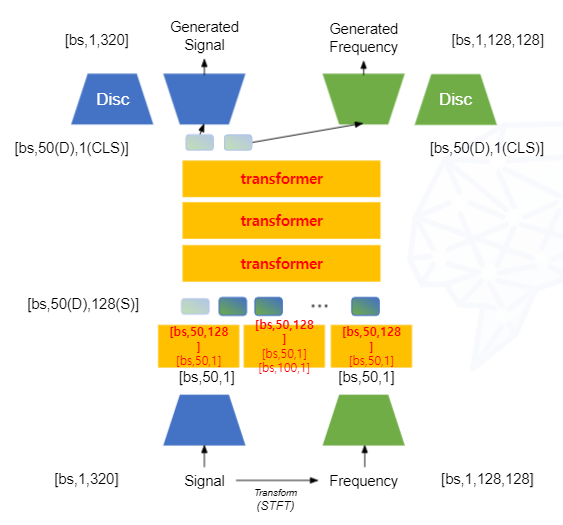 Generated
Signal
Generated
Frequency
[bs,1,320]
[bs,1,128,128]
Disc
Disc
[bs,50(D),1(CLS)]
[bs,50(D),1(CLS)]
transformer
transformer
transformer
[bs,50(D),128(S)]
...
[bs,50,128
]
[bs,50,1]
[bs,50,128
]
[bs,50,1]
[bs,100,1]
[bs,50,128
]
[bs,50,1]
[bs,50,1]
[bs,50,1]
[bs,1,320]
Signal
Transform
(STFT)
Frequency
[bs,1,128,128]